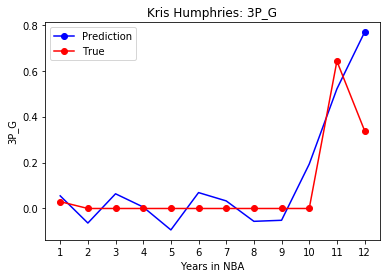 Kris Humphries: 3P_G
Prediction
True
0.8
0.6
0.4
0.2
0.0
3P_G
1 2 3 4 5 6 7 8 9 10 11 12
Years in NBA